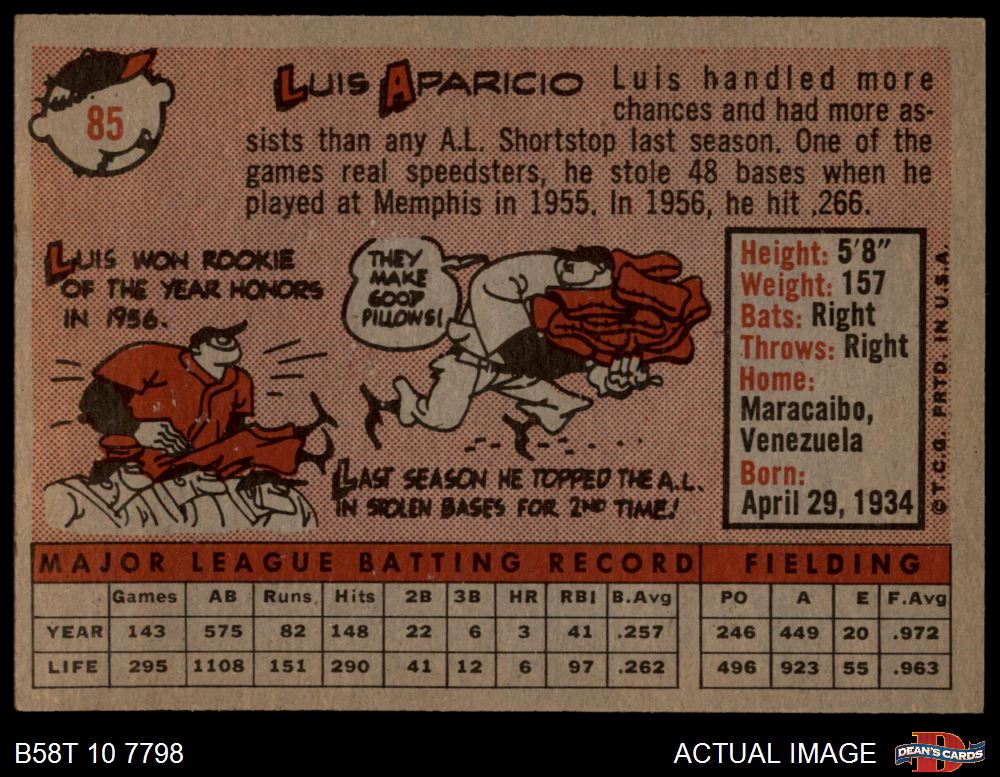 85
LUIS APARICIO Luis handled more
chances and had more as-
sists than any A.L. Shortstop last season. One of the
games real speedsters, he stole 48 bases when he
played at Memphis in 1955. In 1956, he hit .266.
LUIS WON ROOKIE
OF THE YEAR HONORS
IN 1956.
THEY
MAKE
GOOD
PILLOWS!
LAST SEASON HE TOPPED THE A.L.
IN STOLEN BASES FOR 2ND TIME!
Height: 5'8"
Weight: 157
Bats: Right
Throws: Right
Home:
Maracaibo,
Venezuela
Born:
April 29, 1934
© T.C.G. PRTD. IN U.S.A.
MAJOR LEAGUE BATTING RECORD FIELDING
Games AB Runs Hits 2B 3B HR RBI B.Avg PO A E F.Avg
YEAR 143 575 82 148 22 6 3 41 .257 246 449 20 .972
LIFE 295 1108 151 290 41 12 6 97 .262 496 923 55 .963
B58T 10 7798 ACTUAL IMAGE DEAN'S CARDS